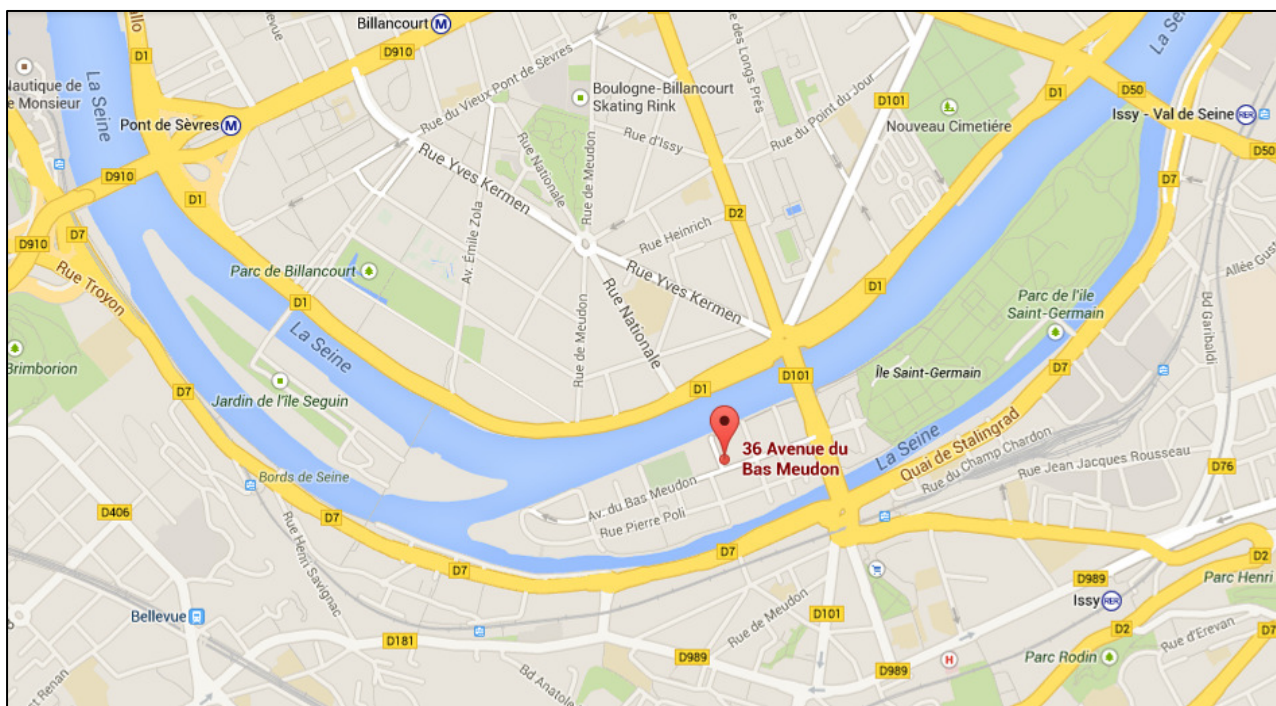 Billancourt
M
D910
D1
La Seine
Nautique de
e Monsieur
Pont de Sèvres
M
D910
D1
D7
D910
Rue Troyon
Rue du Vieux Pont de Sèvres
Boulogne-Billancourt
Skating Rink
Rue d'Issy
Rue Nationale
Rue de Meudon
Rue Yves Kermen
Av. Émile Zola
e des Longs Prés
Rue du Point du Jour
D101
D1
D50
La Seine
Issy - Val de Seine
RER
D50
Nouveau Cimetière
D7
D2
Rue Heinrich
Rue Yves Kermen
Parc de Billancourt
D1
La Seine
Rue de Meudon
Rue Nationale
D1
Allée Gust
Bd Garibaldi
Parc de l'île
Saint-Germain
Île Saint-Germain
D7
D101
D1
Brimborion
D7
Jardin de l'île Seguin
36 Avenue du
Bas Meudon
La Seine
Quai de Stalingrad
Rue du Champ Chardon
Rue Jean Jacques Rousseau
D76
Bords de Seine
D406
D7
Rue Henri Savignac
Av. du Bas Meudon
Rue Pierre Poli
D7
D7
D2
Parc Henri
D989
Issy
RER
Bellevue
D181
Rue de Meudon
D101
D2
Rue d'Erevan
D7
D989
D989
H
Parc Rodin
st Renan
Bd Anatole